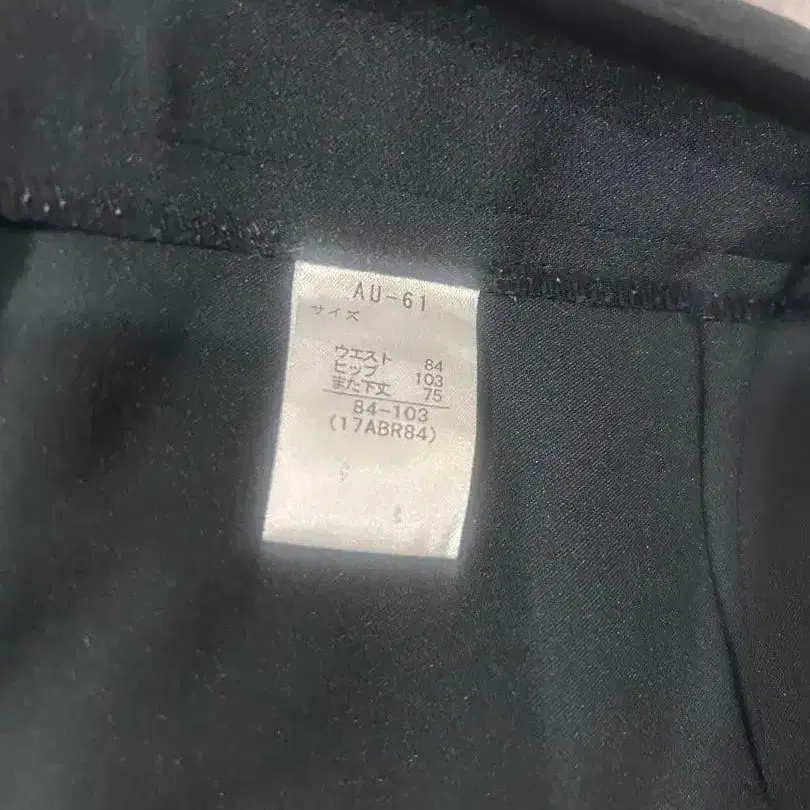 AU-61
サイズ
ウエスト 84
ヒップ 103
また下丈 75
84-103
(17ABR84)